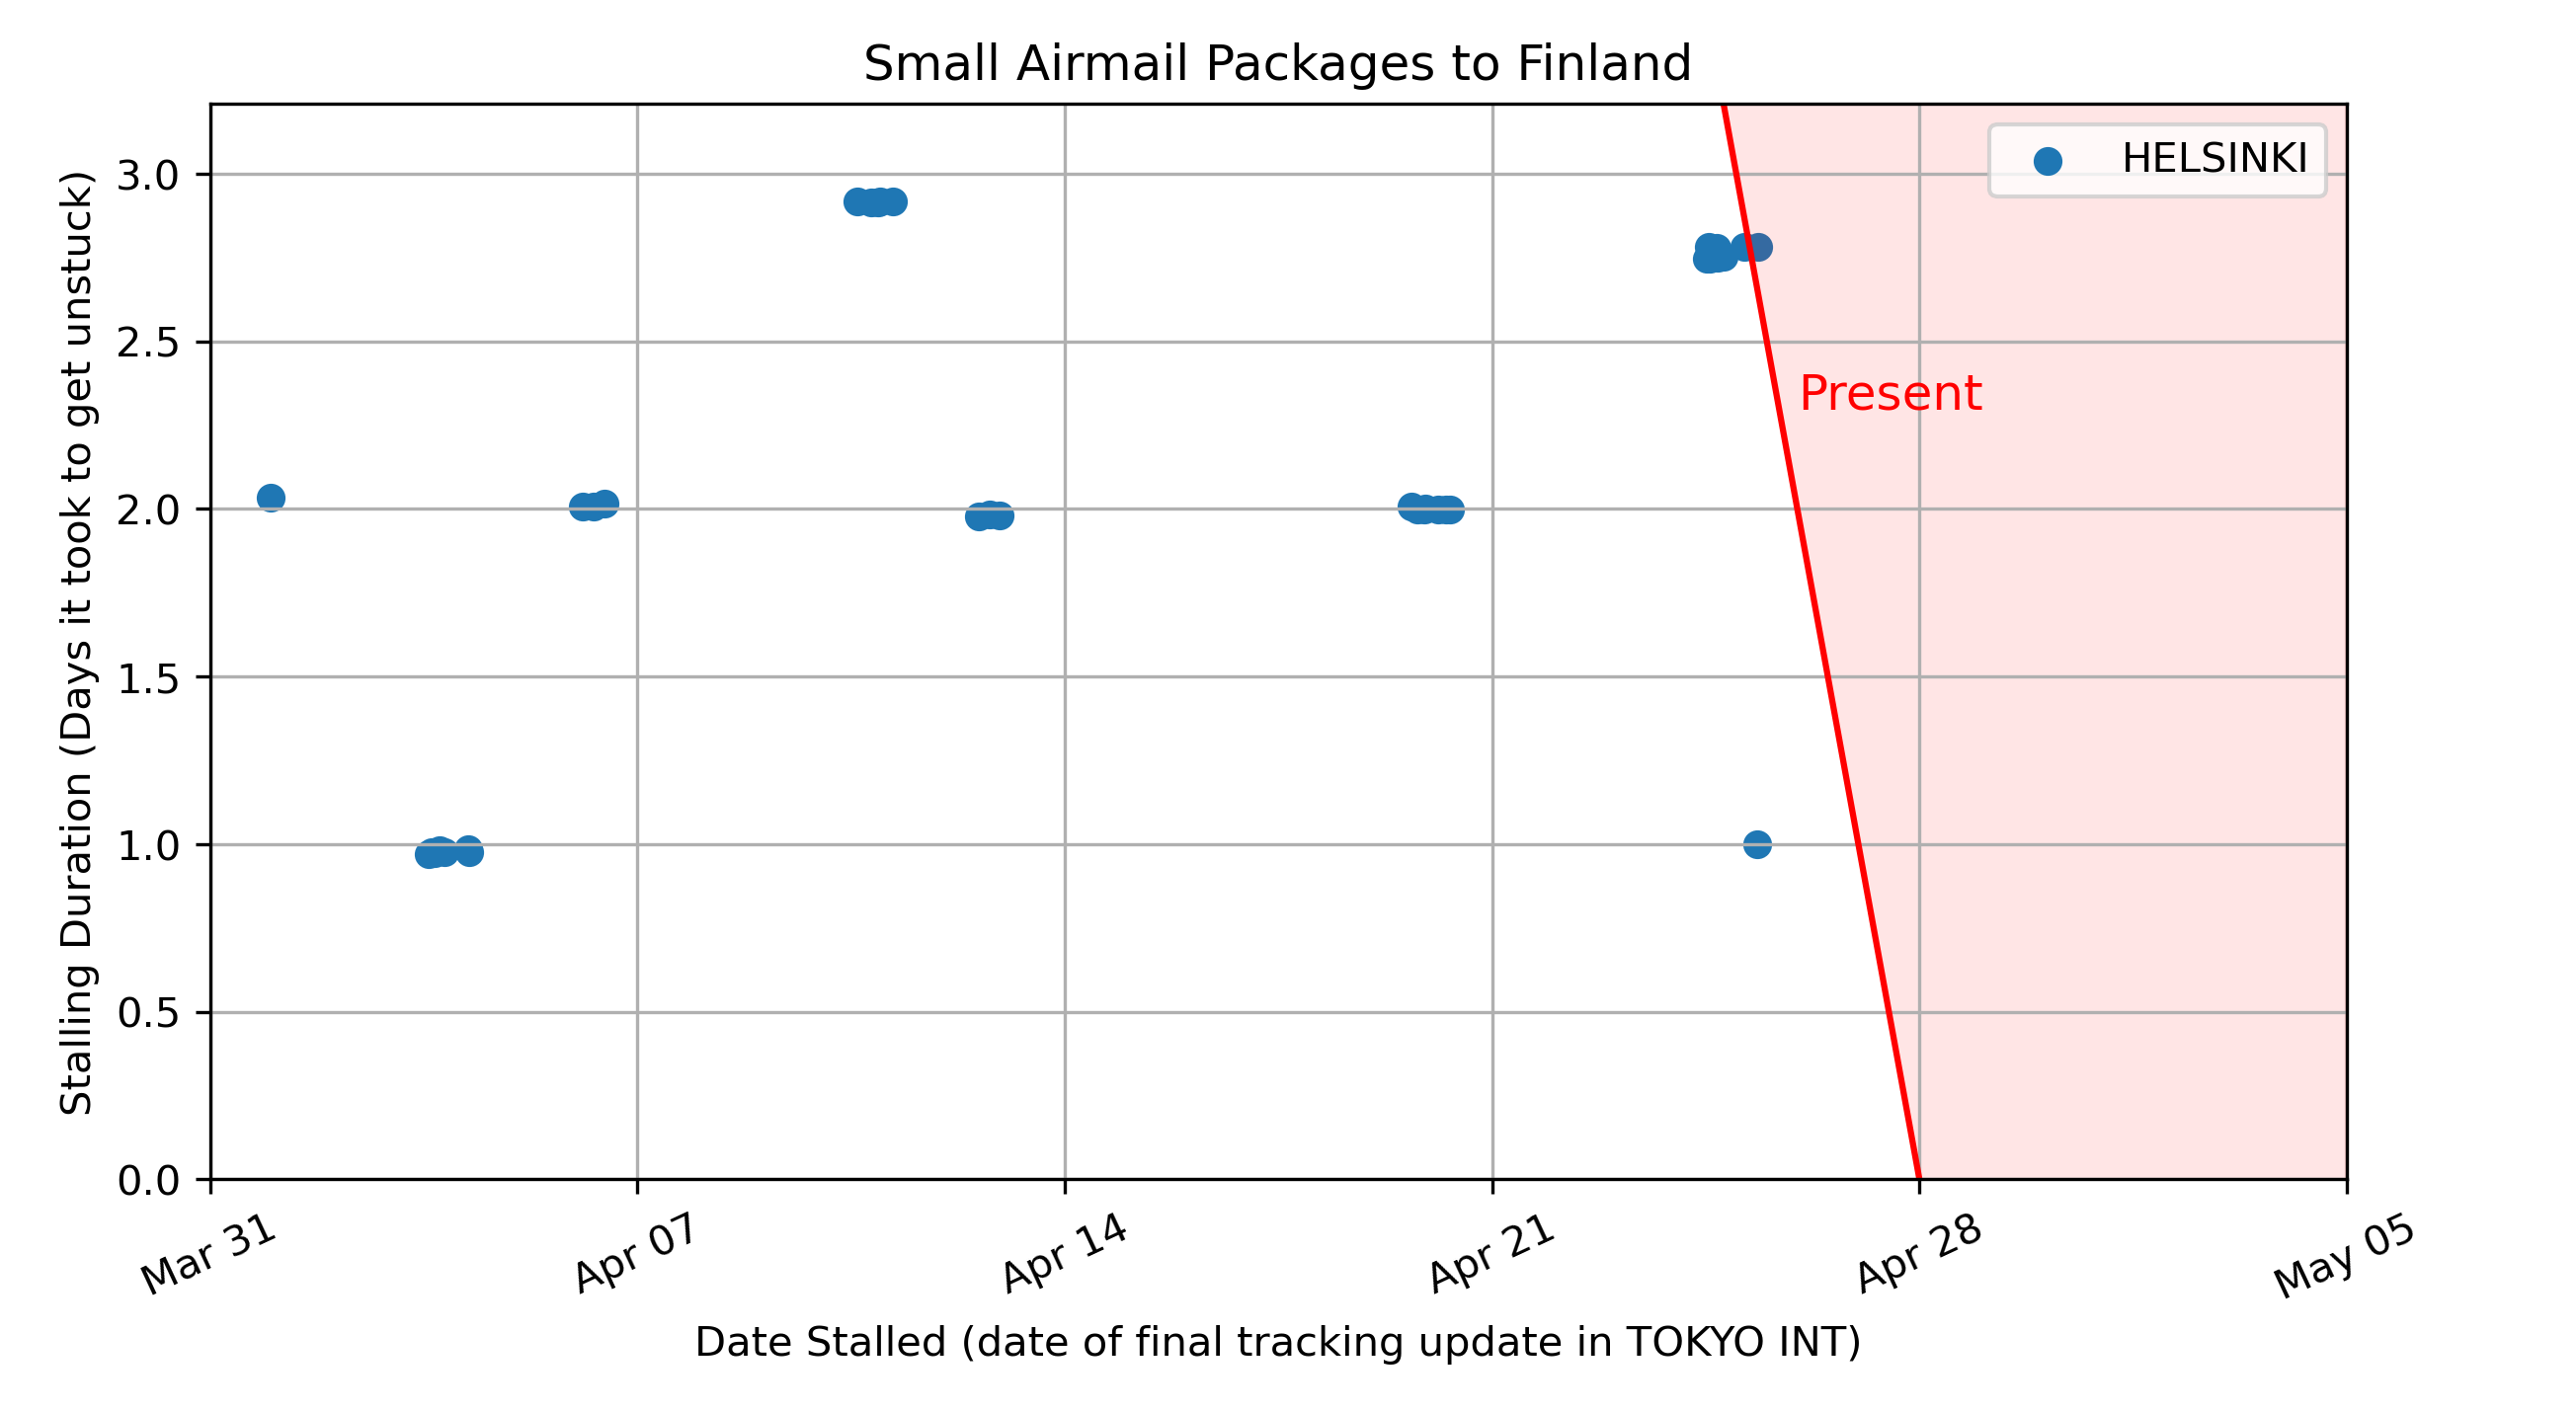 Small Airmail Packages to Finland
HELSINKI
Present
Stalling Duration (Days it took to get unstuck)
3.0
2.5
2.0
1.5
1.0
0.5
0.0
Mar 31
Apr 07
Apr 14
Apr 21
Apr 28
May 05
Date Stalled (date of final tracking update in TOKYO INT)